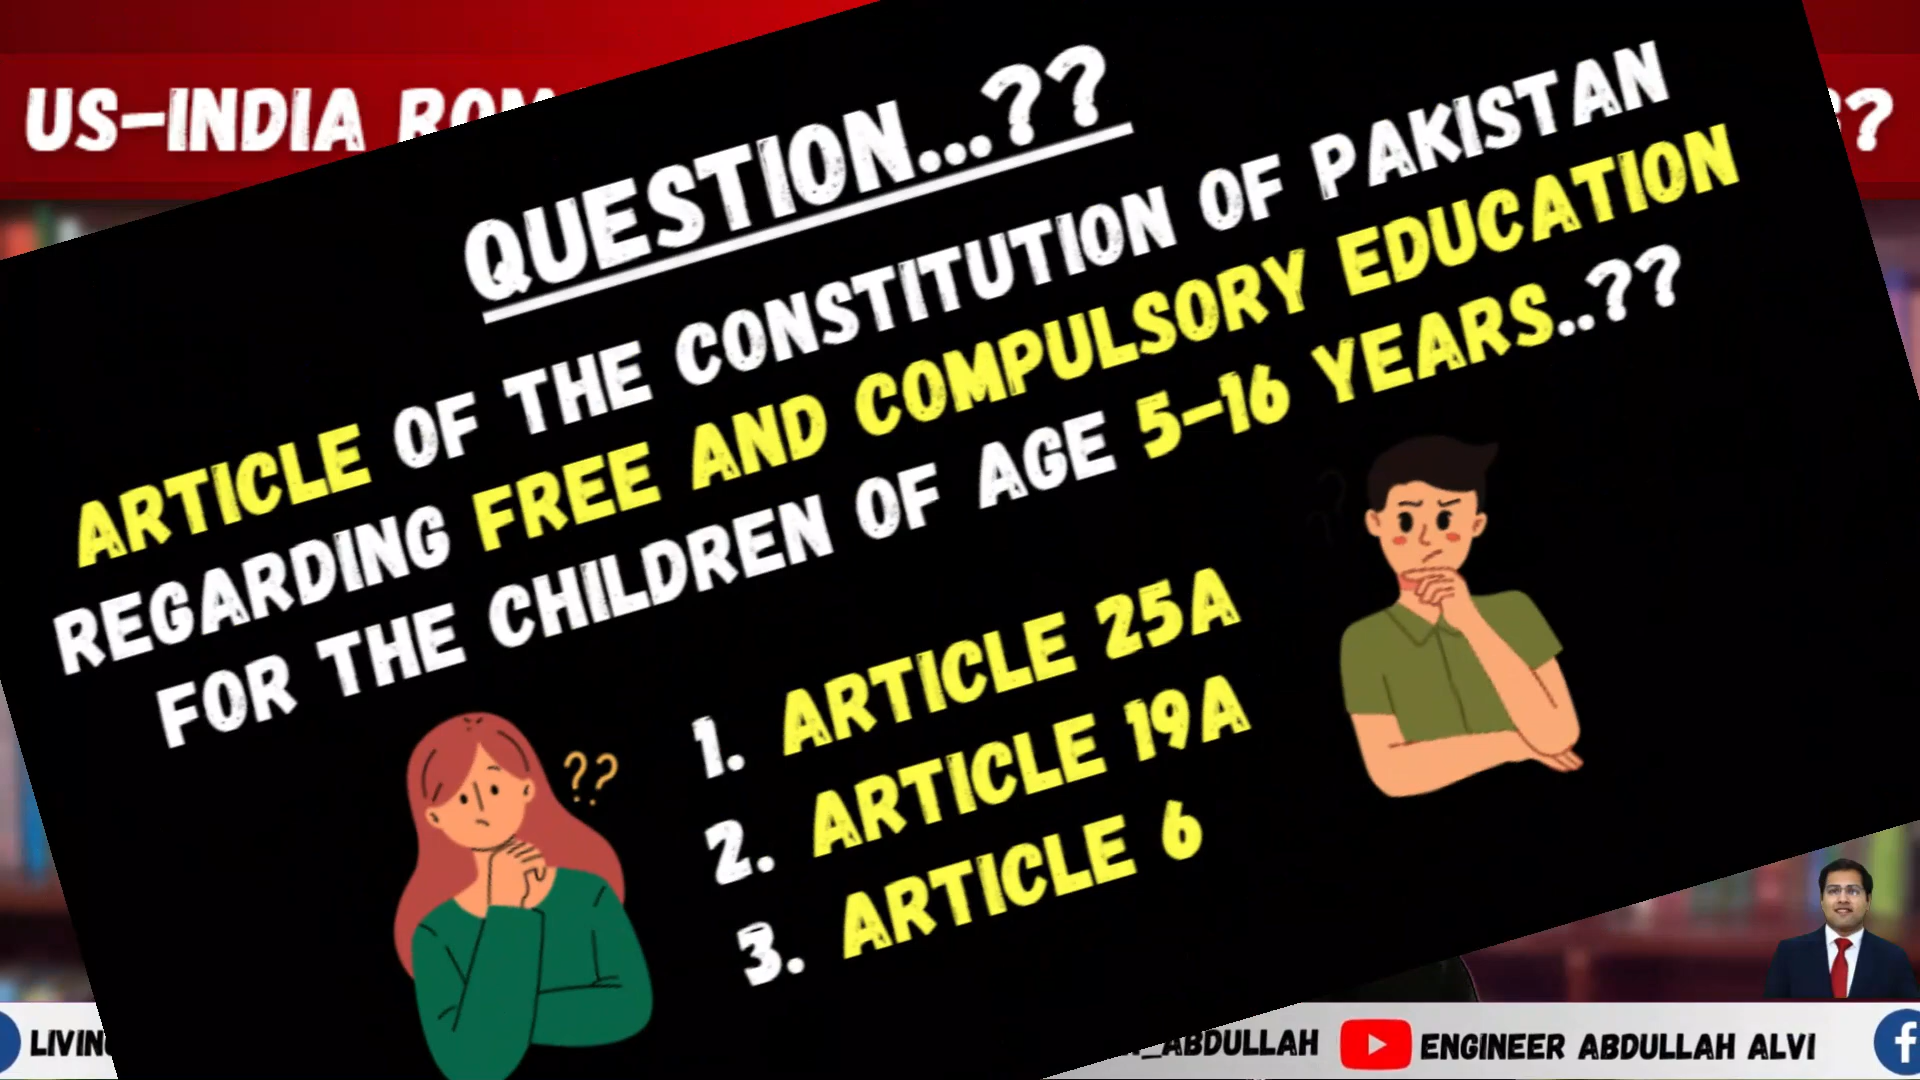 US-INDIA
?
QUESTION...??
ARTICLE OF THE CONSTITUTION OF PAKISTAN
REGARDING FREE AND COMPULSORY EDUCATION
FOR THE CHILDREN OF AGE 5-16 YEARS..??
??
1. ARTICLE 25A
2. ARTICLE 19A
3. ARTICLE 6
_ABDULLAH
ENGINEER ABDULLAH ALVI